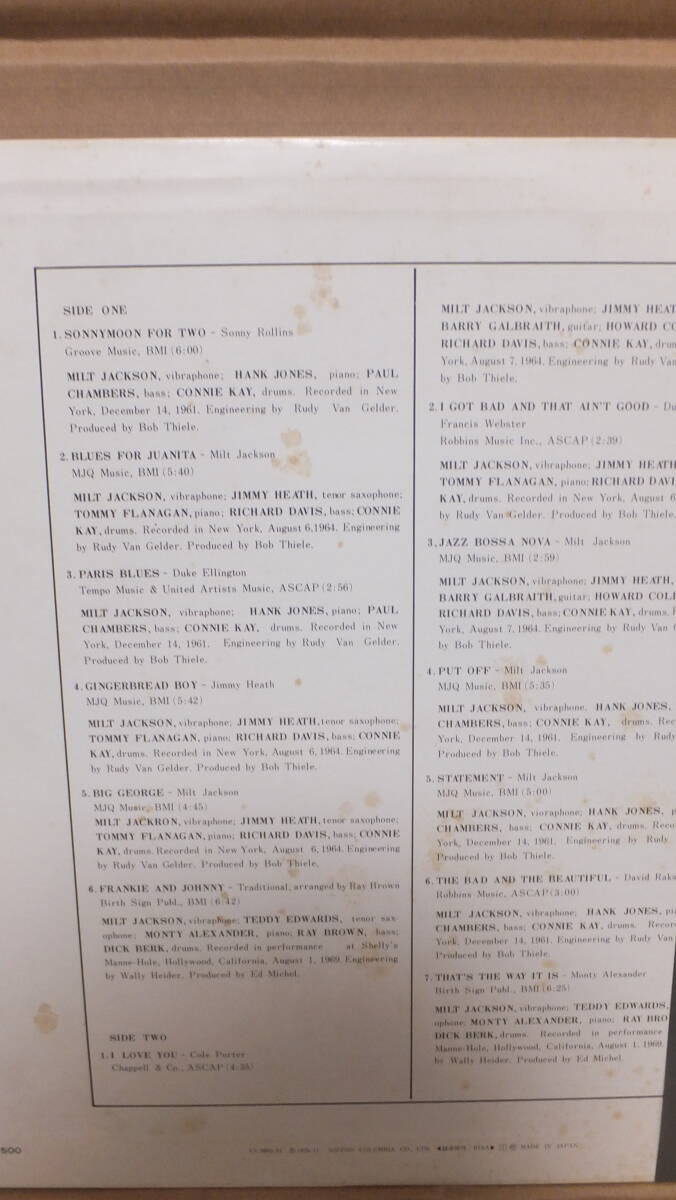 SIDE ONE
1. SONNYMOON FOR TWO - Sonny Rollins
Groove Music, BMI (6:00)
MILT JACKSON, vibraphone; HANK JONES, piano; PAUL
CHAMBERS, bass; CONNIE KAY, drums. Recorded in New
York, December 14, 1961. Engineering by Rudy Van Gelder.
Produced by Bob Thiele.
2. BLUES FOR JUANITA - Milt Jackson
MJQ Music, BMI (5:40)
MILT JACKSON, vibraphone; JIMMY HEATH, tenor saxophone;
TOMMY FLANAGAN, piano; RICHARD DAVIS, bass; CONNIE
KAY, drums. Recorded in New York, August 6,1964. Engineering
by Rudy Van Gelder. Produced by Bob Thiele.
3. PARIS BLUES - Duke Ellington
Tempo Music & United Artists Music, ASCAP (2:56)
MILT JACKSON, vibraphone; HANK JONES, piano; PAUL
CHAMBERS, bass; CONNIE KAY, drums. Recorded in New
York, December 14, 1961. Engineering by Rudy Van Gelder.
Produced by Bob Thiele.
4. GINGERBREAD BOY - Jimmy Heath
MJQ Music, BMI (5:42)
MILT JACKSON, vibraphone; JIMMY HEATH, tenor saxophone;
TOMMY FLANAGAN, piano; RICHARD DAVIS, bass; CONNIE
KAY, drums. Recorded in New York, August 6, 1964. Engineering
by Rudy Van Gelder. Produced by Bob Thiele.
5. BIG GEORGE - Milt Jackson
MJQ Music, BMI (4:45)
MILT JACKRON, vibraphone; JIMMY HEATH, tenor saxophone;
TOMMY FLANAGAN, piano; RICHARD DAVIS, bass; CONNIE
KAY, drums. Recorded in New York, August 6, 1964. Engineering
by Rudy Van Gelder. Produced by Bob Thiele,
6. FRANKIE AND JOHNNY - Traditional, arranged by Ray Brown
Birth Sign Publ., BMI (6:42)
MILT JACKSON, vibraphone; TEDDY EDWARDS, tenor sax-
ophone; MONTY ALEXANDER, piano; RAY BROWN, bass;
DICK BERK, drums. Recorded in performance at Shelly's
Manne-Hole, Hollywood, California, August 1, 1969. Engineering
by Wally Heider. Produced by Ed Michel.
SIDE TWO
1. I LOVE YOU - Cole Porter
Chappell & Co., ASCAP (4:35)
MILT JACKSON, vibraphone; JIMMY HEAT
BARRY GALBRAITH, guitar; HOWARD CO
RICHARD DAVIS, bass; CONNIE KAY, drum
York, August 7, 1964. Engineering by Rudy Van
by Bob Thiele.
2. I GOT BAD AND THAT AIN'T GOOD - Du
Francis Webster
Robbins Music Inc., ASCAP (2:39)
MILT JACKSON, vibraphone; JIMMY HEATH
TOMMY FLANAGAN, piano; RICHARD DAVI
KAY, drums. Recorded in New York, August 6
by Rudy Van Gelder. Produced by Bob Thiele.
3. JAZZ BOSSA NOVA - Milt Jackson
MJQ Music, BMI (2:59)
MILT JACKSON, vibraphone; JIMMY HEATH,
BARRY GALBRAITH, guitar; HOWARD COLL
RICHARD DAVIS, bass; CONNIE KAY, drums.
York, August 7, 1964. Engineering by Rudy Van
by Bob Thiele.
4. PUT OFF - Milt Jackson
MJQ Music, BMI (5:35)
MILT JACKSON, vibraphone. HANK JONES,
CHAMBERS, bass; CONNIE KAY, drums. Rec
York, December 14, 1961. Engineering by Rudy
Produced by Bob Thiele.
5. STATEMENT - Milt Jackson
MJQ Music, BMI (5:00)
MILT JACKSON, vibraphone; HANK JONES, p
CHAMBERS, bass; CONNIE KAY, drums. Reco
York, December 14, 1961. Engineering by Rudy
Produced by Bob Thiele.
6. THE BAD AND THE BEAUTIFUL - David Raks
Robbins Music, ASCAP (3:00)
MILT JACKSON, vibraphone; HANK JONES, pi
CHAMBERS, bass; CONNIE KAY, drums. Recor
York, December 14, 1961. Engineering by Rudy Van
Produced by Bob Thiele.
7. THAT'S THE WAY IT IS - Monty Alexander
Birth Sign Publ., BMI (6:25)
MILT JACKSON, vibraphone; TEDDY EDWARDS,
ophone; MONTY ALEXANDER, piano; RAY BRO
DICK BERK, drums. Recorded in performance
Manne-Hole, Hollywood, California, August 1, 1969.
by Wally Heider. Produced by Ed Michel.
500
NIPPON COLUMBIA CO., LTD. MADE IN JAPAN